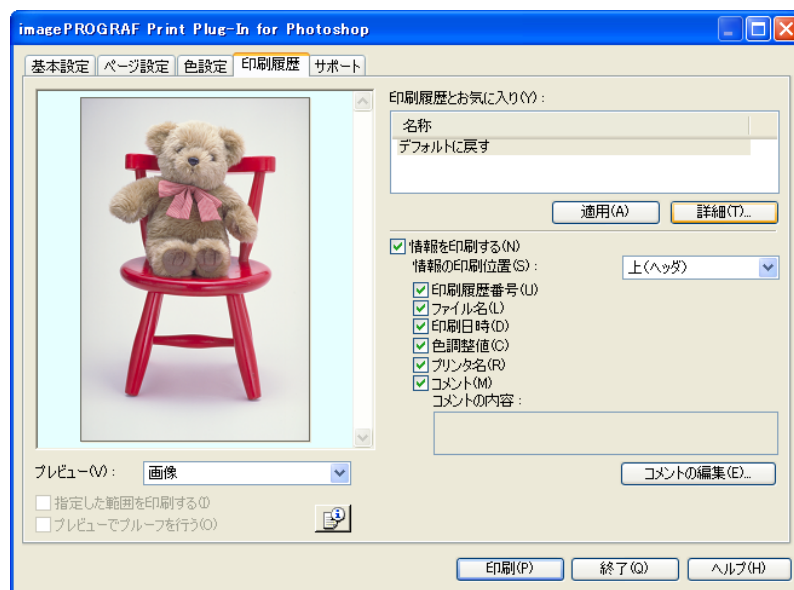 imagePROGRAF Print Plug-In for Photoshop
基本設定 ページ設定 色設定 印刷履歴 サポート
印刷履歴とお気に入り(Y):
名称
デフォルトに戻す
適用(A) 詳細(T)...
情報を印刷する(N)
情報の印刷位置(S): 上(ヘッダ)
印刷履歴番号(U)
ファイル名(L)
印刷日時(D)
色調整値(C)
プリンタ名(R)
コメント(M)
コメントの内容:
プレビュー(V): 画像
コメントの編集(E)...
指定した範囲を印刷する(I)
プレビューでプルーフを行う(O)
印刷(P) 終了(Q) ヘルプ(H)